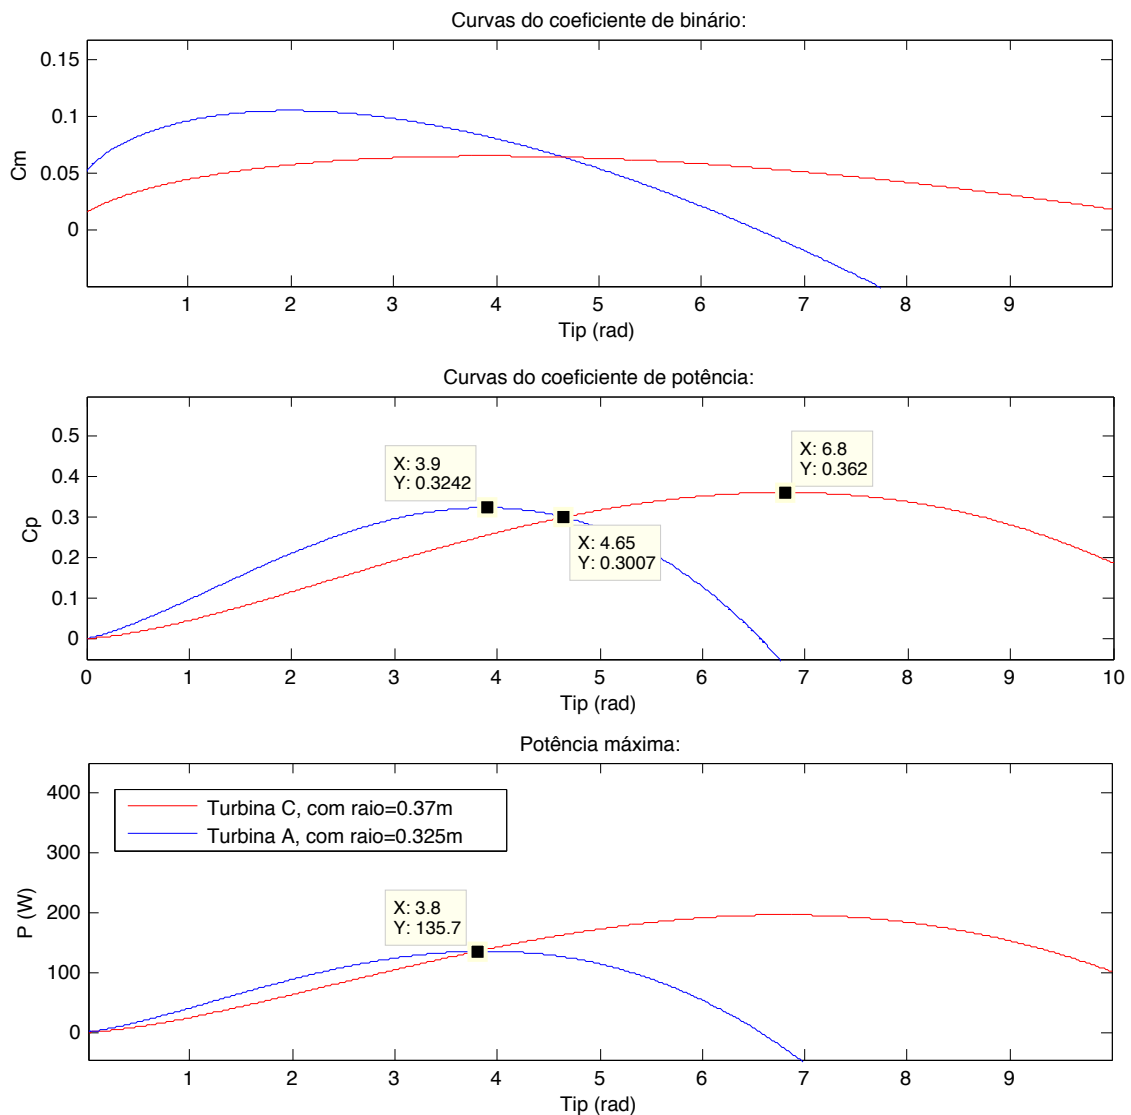 Curvas do coeficiente de binário:
0.15
0.1
0.05
0
Cm
1 2 3 4 5 6 7 8 9
Tip (rad)
Curvas do coeficiente de potência:
0.5
0.4
0.3
0.2
0.1
0
Cp
X: 3.9
Y: 0.3242
X: 6.8
Y: 0.362
X: 4.65
Y: 0.3007
0 1 2 3 4 5 6 7 8 9 10
Tip (rad)
Potência máxima:
400
300
200
100
0
P (W)
Turbina C, com raio=0.37m
Turbina A, com raio=0.325m
X: 3.8
Y: 135.7
1 2 3 4 5 6 7 8 9
Tip (rad)